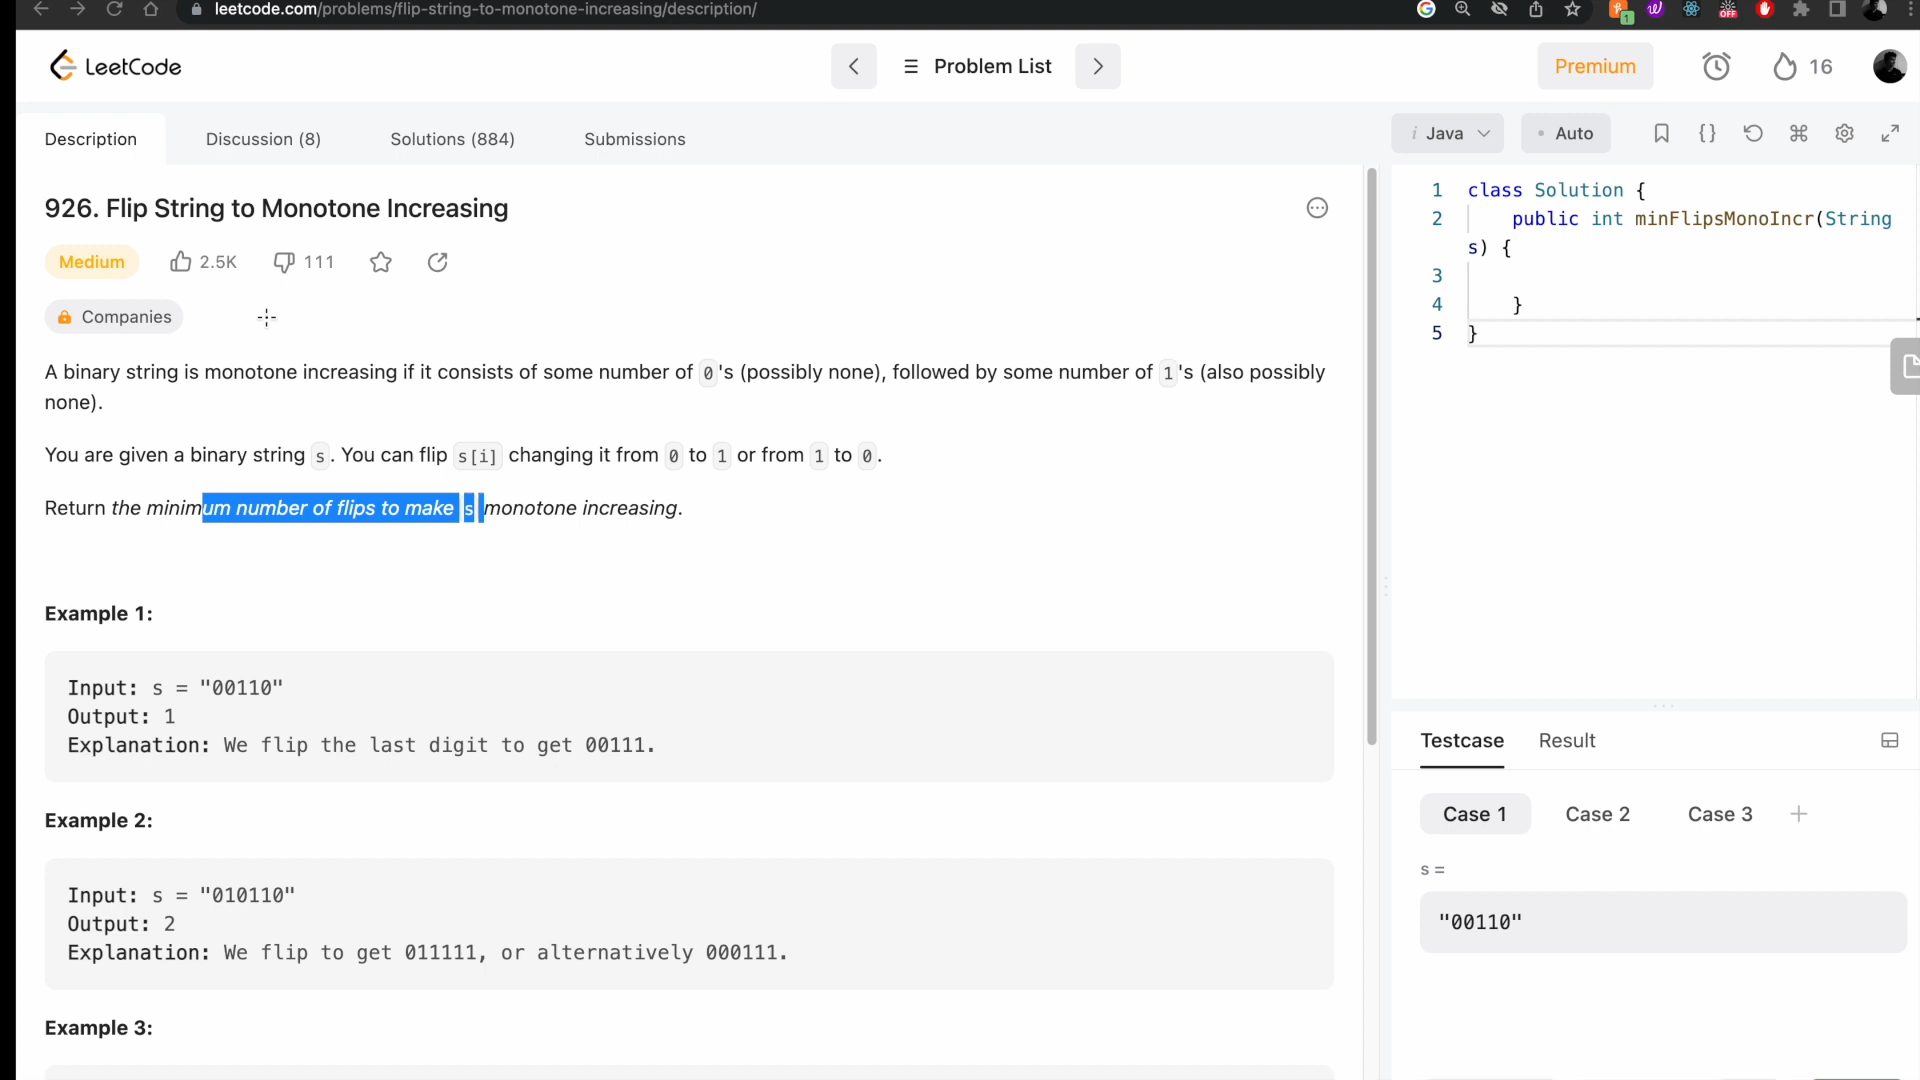 leetcode.com/problems/flip-string-to-monotone-increasing/description/
1
OFF
LeetCode
Problem List
Premium
16
Description
Discussion (8)
Solutions (884)
Submissions
926. Flip String to Monotone Increasing
Medium
2.5K
111
Companies
A binary string is monotone increasing if it consists of some number of 0's (possibly none), followed by some number of 1's (also possibly
none).
You are given a binary string s. You can flip s[i] changing it from 0 to 1 or from 1 to 0.
Return the minimum number of flips to make s monotone increasing.
Example 1:
Input: s = "00110"
Output: 1
Explanation: We flip the last digit to get 00111.
Example 2:
Input: s = "010110"
Output: 2
Explanation: We flip to get 011111, or alternatively 000111.
Example 3:
i Java
Auto
1 class Solution {
2 public int minFlipsMonoIncr(String
s) {
3
4 }
5 }
Testcase
Result
Case 1
Case 2
Case 3
s =
"00110"